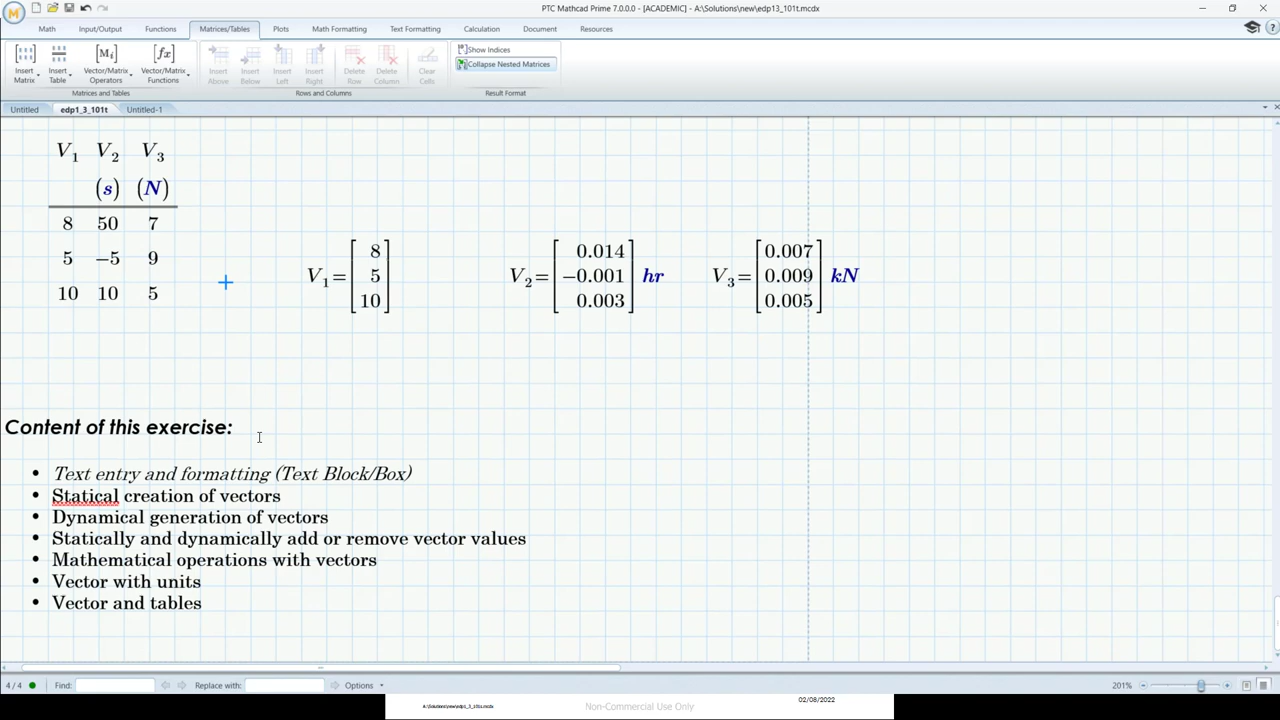 PTC Mathcad Prime 7.0.0.0 - [ACADEMIC] - A:\Solutions\new\edp13_101t.mcdx
Math Input/Output Functions Matrices/Tables Plots Math Formatting Text Formatting Calculation Document Resources
Insert Matrix
Insert Table
Vector/Matrix Operators
Vector/Matrix Functions
Insert Above
Insert Below
Insert Left
Insert Right
Delete Row
Delete Column
Clear Cells
Show Indices
Collapse Nested Matrices
Matrices and Tables Rows and Columns Result Format
Untitled edp1_3_101t Untitled-1
V1 V2 V3
(s) (N)
8 50 7
5 −5 9
10 10 5
V1 = [8 5 10]
V2 = [0.014 −0.001 0.003] hr
V3 = [0.007 0.009 0.005] kN
Content of this exercise:
• Text entry and formatting (Text Block/Box)
• Statical creation of vectors
• Dynamical generation of vectors
• Statically and dynamically add or remove vector values
• Mathematical operations with vectors
• Vector with units
• Vector and tables
4 / 4 Find: Replace with: Options 201%
A:\Solutions\new\edp1_3_101t.mcdx Non-Commercial Use Only 02/08/2022